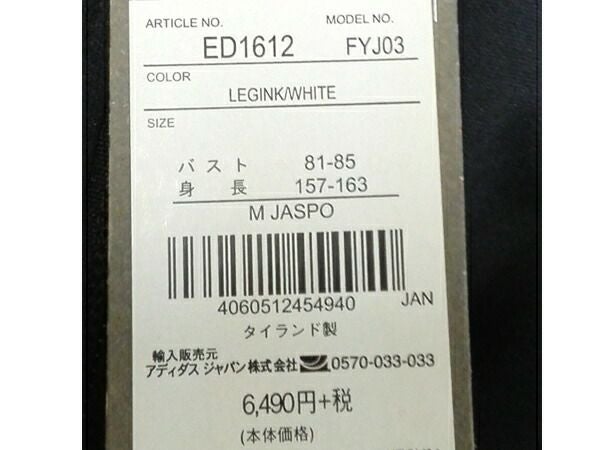 ARTICLE NO. MODEL NO.
ED1612 FYJ03
COLOR
LEGINK/WHITE
SIZE
バスト 81-85
身長 157-163
M JASPO
4060512454940 JAN
タイランド製
輸入販売元
アディダス ジャパン株式会社 0570-033-033
6,490円+税
(本体価格)